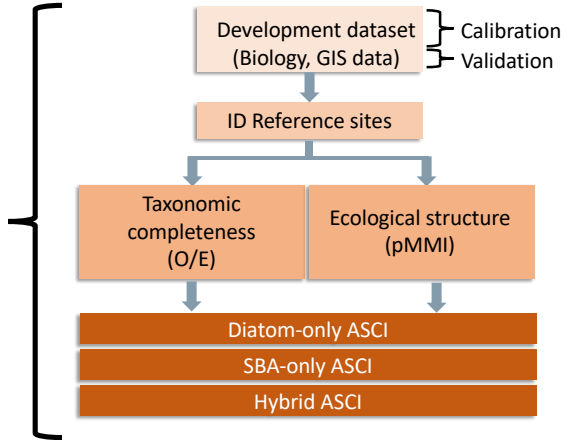 Development dataset
(Biology, GIS data)
Calibration
Validation
ID Reference sites
Taxonomic
completeness
(O/E)
Ecological structure
(pMMI)
Diatom-only ASCI
SBA-only ASCI
Hybrid ASCI